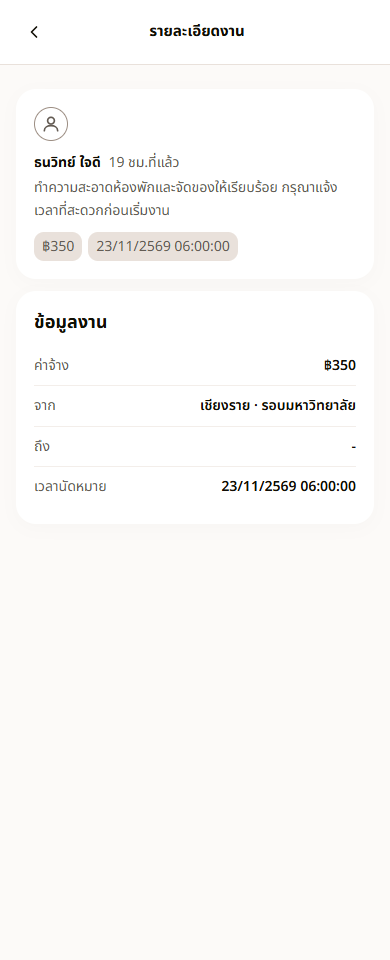 รายละเอียดงาน
ธนวิทย์ ใจดี 19 ชม.ที่แล้ว
ทำความสะอาดห้องพักและจัดของให้เรียบร้อย กรุณาแจ้ง
เวลาที่สะดวกก่อนเริ่มงาน
฿350 23/11/2569 06:00:00
ข้อมูลงาน
ค่าจ้าง ฿350
จาก เชียงราย · รอบมหาวิทยาลัย
ถึง -
เวลานัดหมาย 23/11/2569 06:00:00